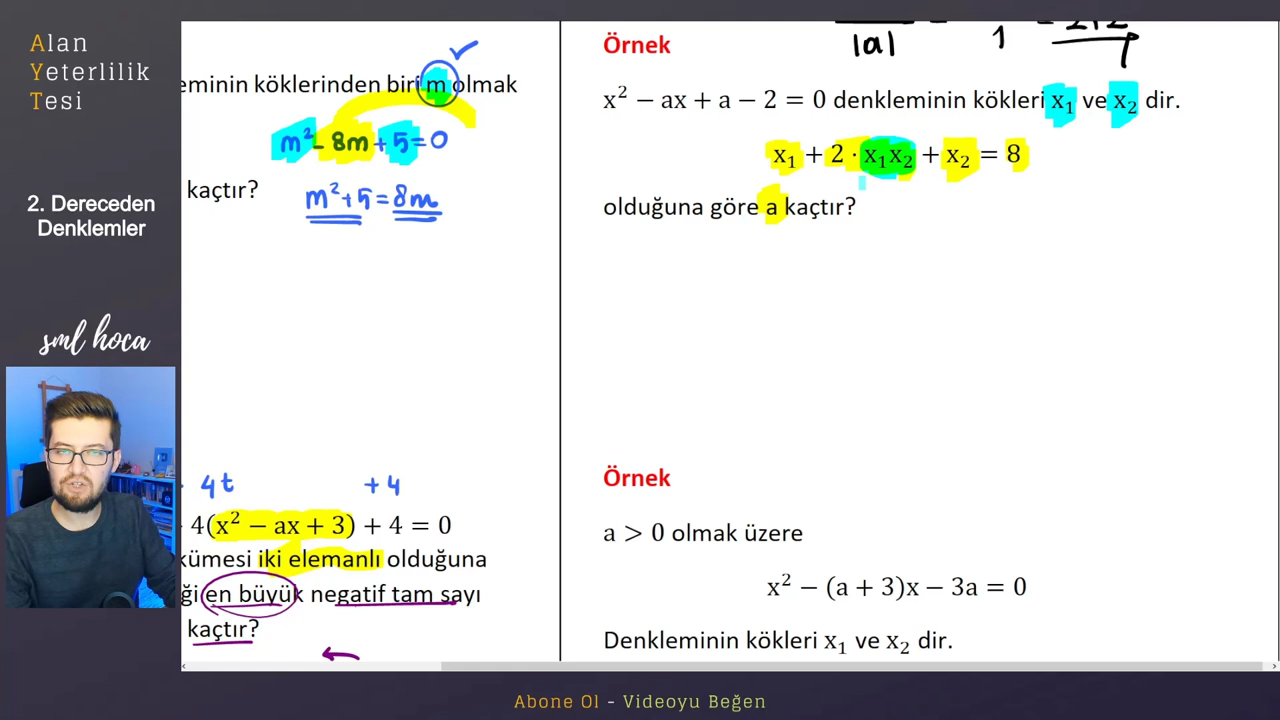 Alan
Yeterlilik
Tesi
2. Dereceden
Denklemler
sml hoca
eminin köklerinden biri m olmak
m² - 8m + 5 = 0
kaçtır?
m² + 5 = 8m
4t + 4
- 4(x² − ax + 3) + 4 = 0
kümesi iki elemanlı olduğuna
ği en büyük negatif tam sayı
kaçtır?
|a| = 1
Örnek
x² − ax + a − 2 = 0 denkleminin kökleri x₁ ve x₂ dir.
x₁ + 2 · x₁x₂ + x₂ = 8
olduğuna göre a kaçtır?
Örnek
a > 0 olmak üzere
x² − (a + 3)x − 3a = 0
Denkleminin kökleri x₁ ve x₂ dir.
Abone Ol - Videoyu Beğen